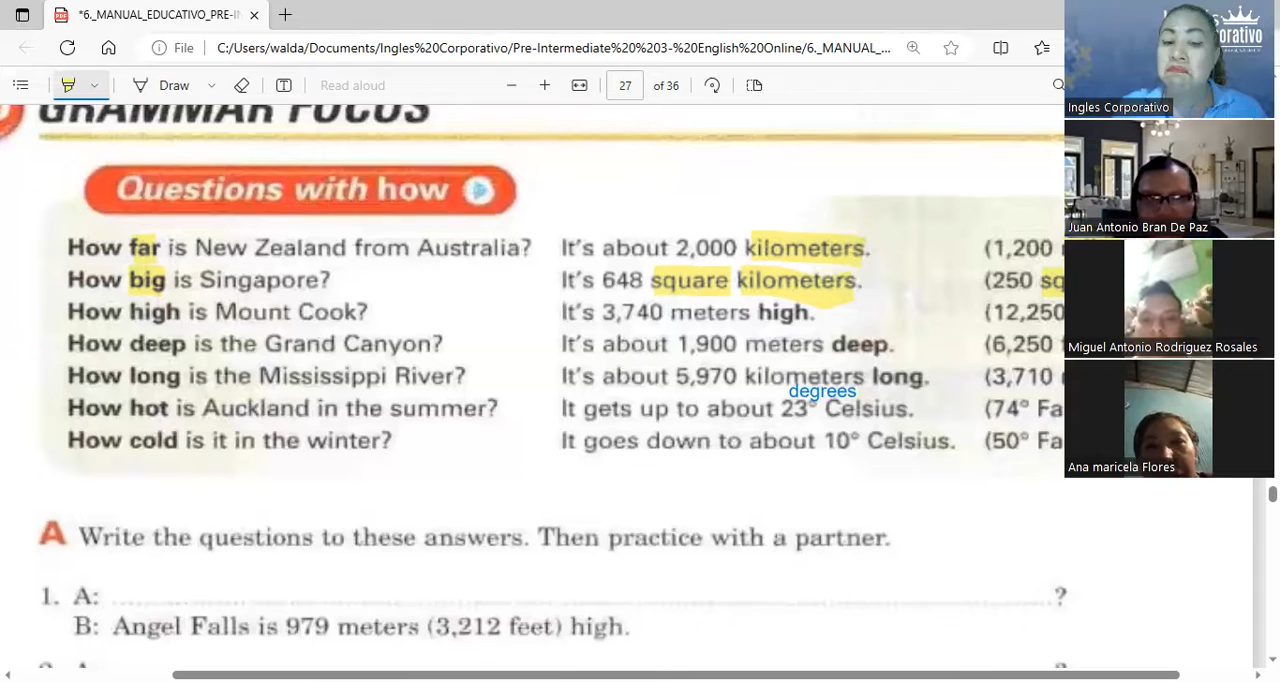 *6._MANUAL_EDUCATIVO_PRE-I
File C:/Users/walda/Documents/Ingles%20Corporativo/Pre-Intermediate%20%203-%20English%20Online/6._MANUAL_...
Draw Read aloud 27 of 36
GRAMMAR FOCUS
Questions with how
How far is New Zealand from Australia? It's about 2,000 kilometers. (1,200
How big is Singapore? It's 648 square kilometers. (250 sq
How high is Mount Cook? It's 3,740 meters high. (12,250
How deep is the Grand Canyon? It's about 1,900 meters deep. (6,250
How long is the Mississippi River? It's about 5,970 kilometers long. (3,710
degrees
How hot is Auckland in the summer? It gets up to about 23° Celsius. (74° Fa
How cold is it in the winter? It goes down to about 10° Celsius. (50° Fa
A Write the questions to these answers. Then practice with a partner.
1. A: ?
B: Angel Falls is 979 meters (3,212 feet) high.
Ingles Corporativo
Juan Antonio Bran De Paz
Miguel Antonio Rodriguez Rosales
Ana maricela Flores